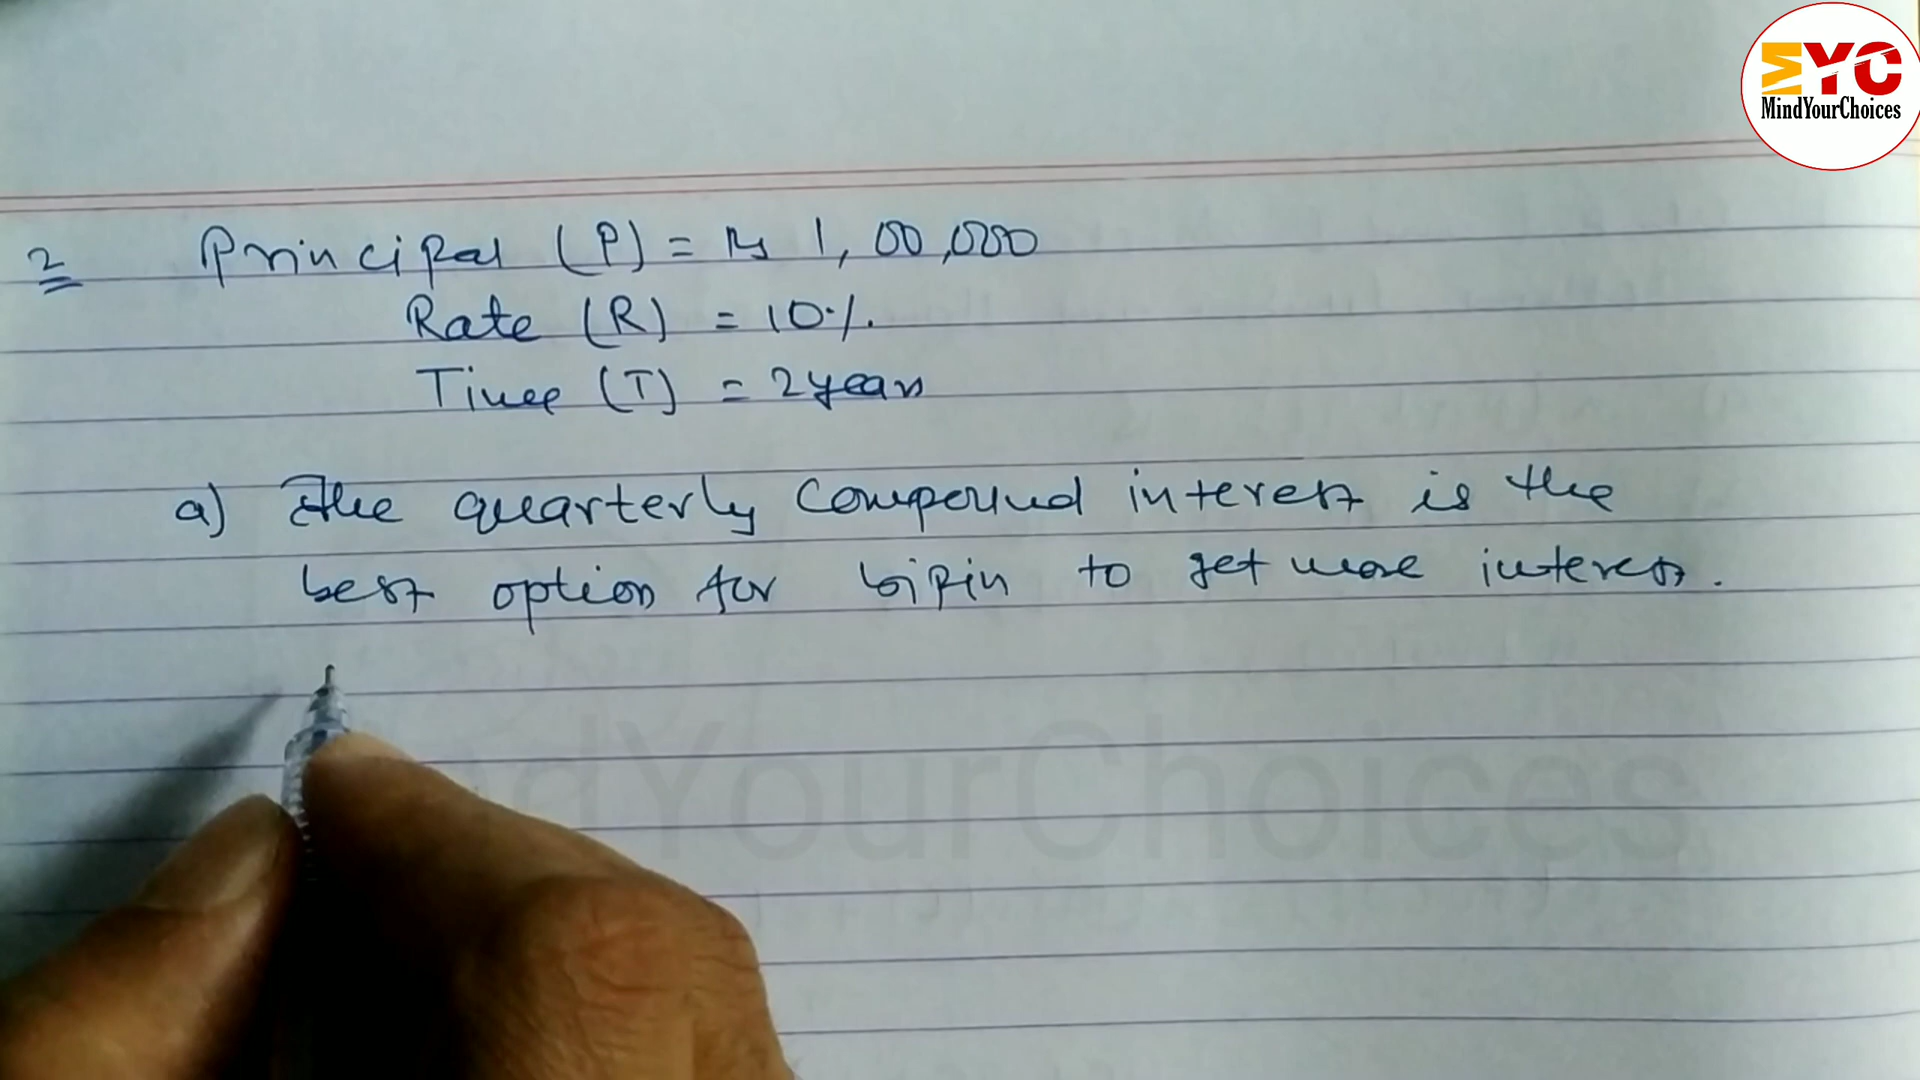 MYC
MindYourChoices
2 Principal (P) = Rs 1,00,000
Rate (R) = 10%.
Time (T) = 2 years
a) The quarterly compound interest is the
best option for bipin to get more interest.
MindYourChoices